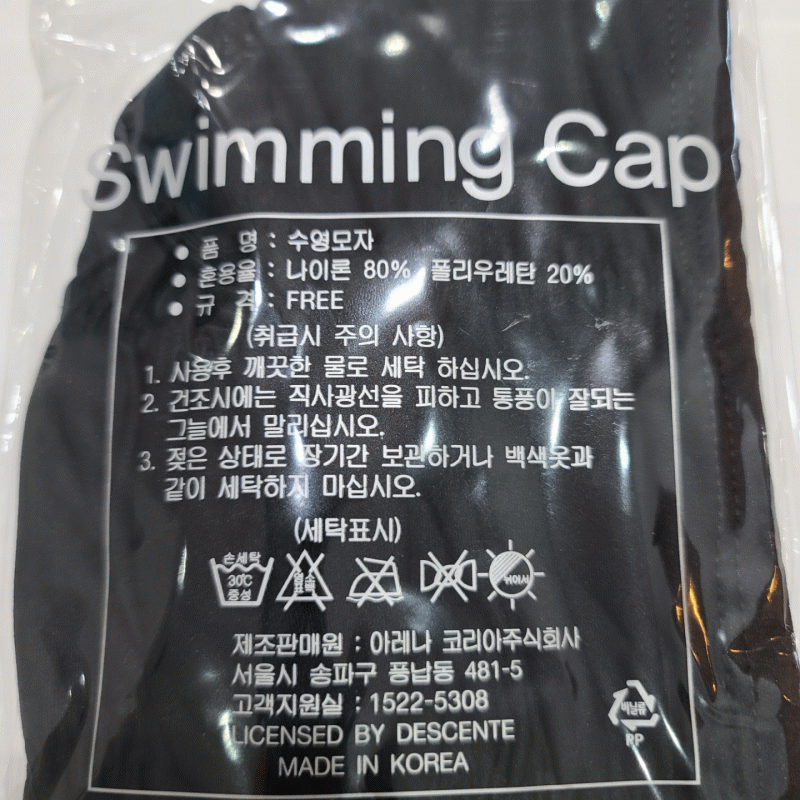 Swimming Cap
● 품 명 : 수영모자
● 혼용율 : 나이론 80% 폴리우레탄 20%
● 규 격 : FREE
(취급시 주의 사항)
1. 사용후 깨끗한 물로 세탁 하십시오.
2. 건조시에는 직사광선을 피하고 통풍이 잘되는
그늘에서 말리십시오.
3. 젖은 상태로 장기간 보관하거나 백색옷과
같이 세탁하지 마십시오.
(세탁표시)
손세탁
30℃
중성
염소
표백
뉘어서
제조판매원 : 아레나 코리아주식회사
서울시 송파구 풍납동 481-5
고객지원실 : 1522-5308
LICENSED BY DESCENTE
MADE IN KOREA
비닐류
PP